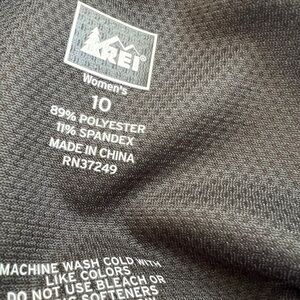 REI
Women's
10
89% POLYESTER
11% SPANDEX
MADE IN CHINA
RN37249
MACHINE WASH COLD WITH
LIKE COLORS
DO NOT USE BLEACH OR
SOFTENERS